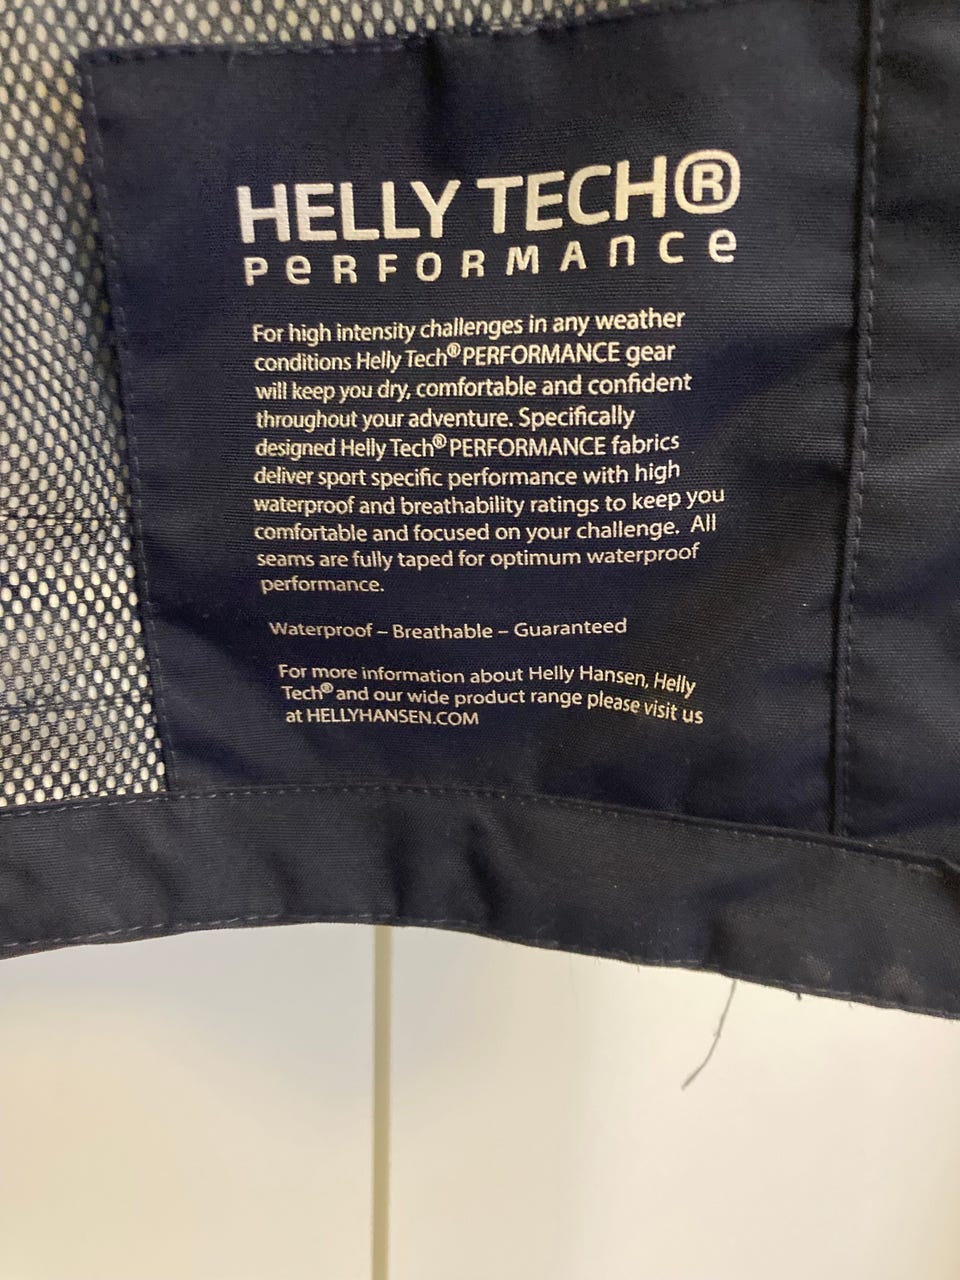 HELLY TECH®
PeRFORMAnce
For high intensity challenges in any weather
conditions Helly Tech®PERFORMANCE gear
will keep you dry, comfortable and confident
throughout your adventure. Specifically
designed Helly Tech®PERFORMANCE fabrics
deliver sport specific performance with high
waterproof and breathability ratings to keep you
comfortable and focused on your challenge. All
seams are fully taped for optimum waterproof
performance.
Waterproof – Breathable – Guaranteed
For more information about Helly Hansen, Helly
Tech® and our wide product range please visit us
at HELLYHANSEN.COM